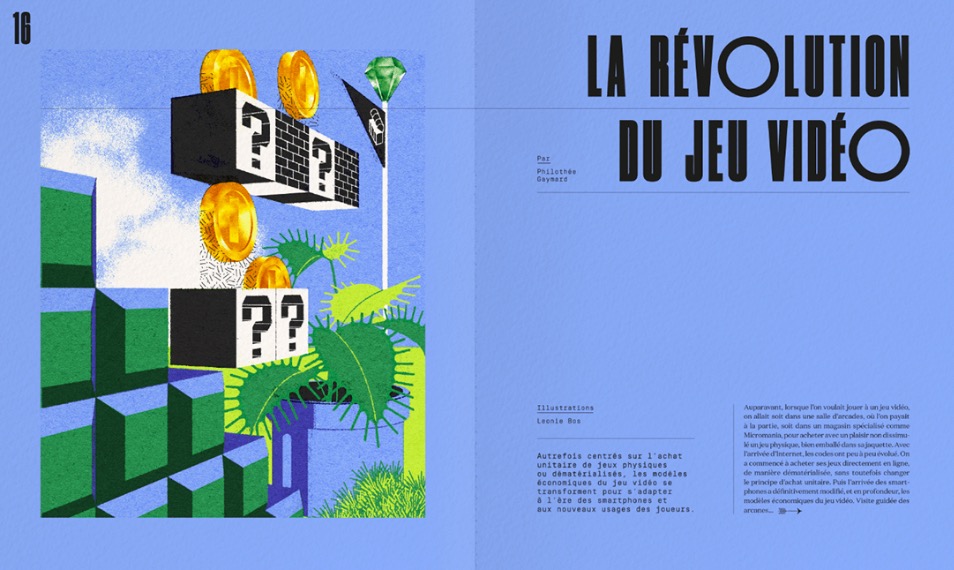 16
LA RÉVOLUTION
DU JEU VIDÉO
Par
Philothée
Gaymard
?
?
?
?
Illustrations
Leonie Bos
Autrefois centrés sur l'achat
unitaire de jeux physiques
ou dématérialisés, les modèles
économiques du jeu vidéo se
transforment pour s'adapter
à l'ère des smartphones et
aux nouveaux usages des joueurs.
Auparavant, lorsque l'on voulait jouer à un jeu vidéo,
on allait soit dans une salle d'arcades, où l'on payait
à la partie, soit dans un magasin spécialisé comme
Micromania, pour acheter avec un plaisir non dissimu-
lé un jeu physique, bien emballé dans sa jaquette. Avec
l'arrivée d'Internet, les codes ont peu à peu évolué. On
a commencé à acheter ses jeux directement en ligne,
de manière dématérialisée, sans toutefois changer
le principe d'achat unitaire. Puis l'arrivée des smart-
phones a définitivement modifié, et en profondeur, les
modèles économiques du jeu vidéo. Visite guidée des
arcanes...